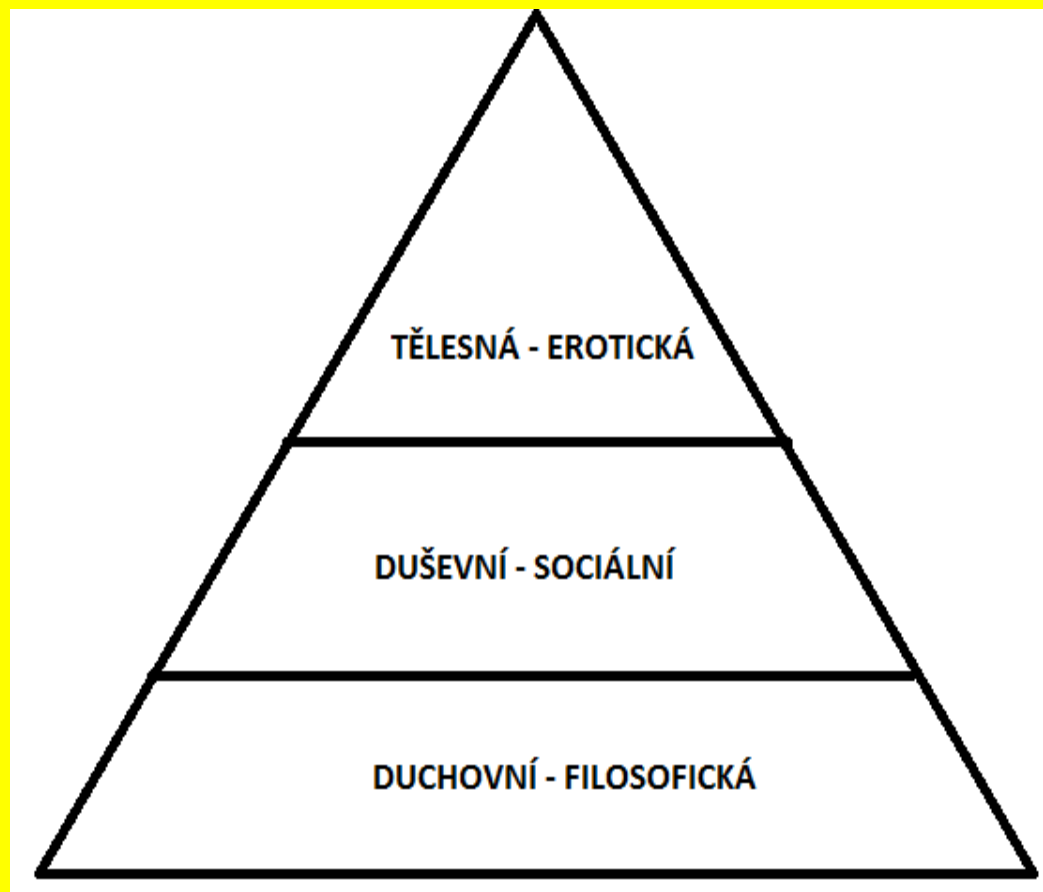 TĚLESNÁ - EROTICKÁ
DUŠEVNÍ - SOCIÁLNÍ
DUCHOVNÍ - FILOSOFICKÁ